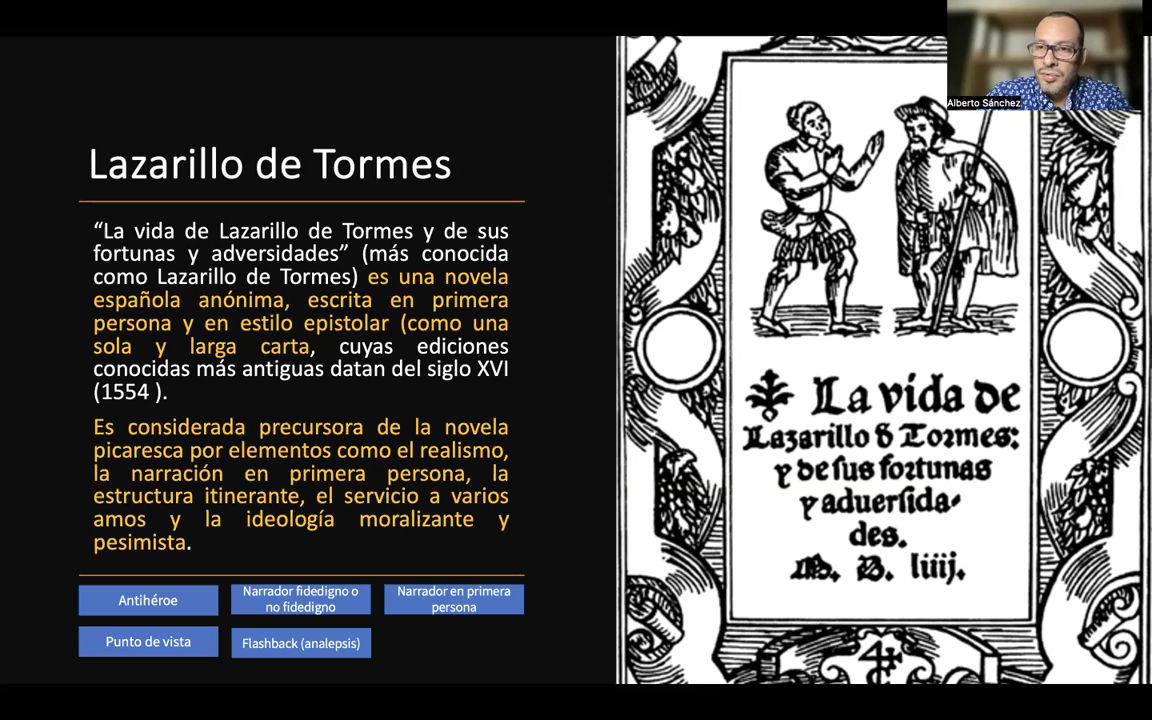 Alberto Sánchez
Lazarillo de Tormes
“La vida de Lazarillo de Tormes y de sus
fortunas y adversidades” (más conocida
como Lazarillo de Tormes) es una novela
española anónima, escrita en primera
persona y en estilo epistolar (como una
sola y larga carta, cuyas ediciones
conocidas más antiguas datan del siglo XVI
(1554 ).
Es considerada precursora de la novela
picaresca por elementos como el realismo,
la narración en primera persona, la
estructura itinerante, el servicio a varios
amos y la ideología moralizante y
pesimista.
Antihéroe
Narrador fidedigno o
no fidedigno
Narrador en primera
persona
Punto de vista
Flashback (analepsis)
La vida de
Lazarillo d Tormes:
y de sus fortunas
y aduersida-
des.
M. D. liiij.